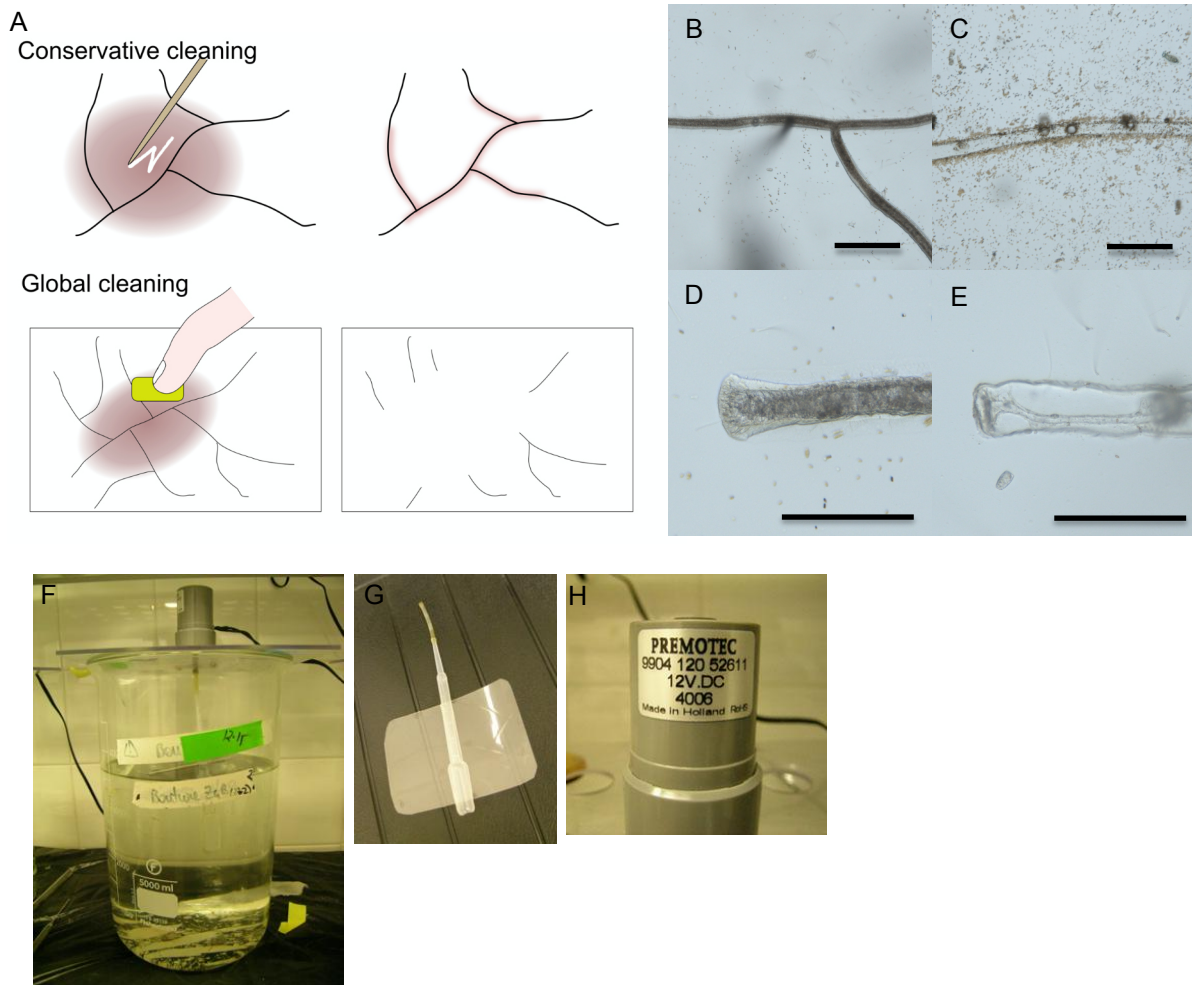 A
Conservative cleaning
Global cleaning
B
C
D
E
F
5000 ml
G
H
PREMOTEC
9904 120 52611
12V.DC
4006
Made in Holland